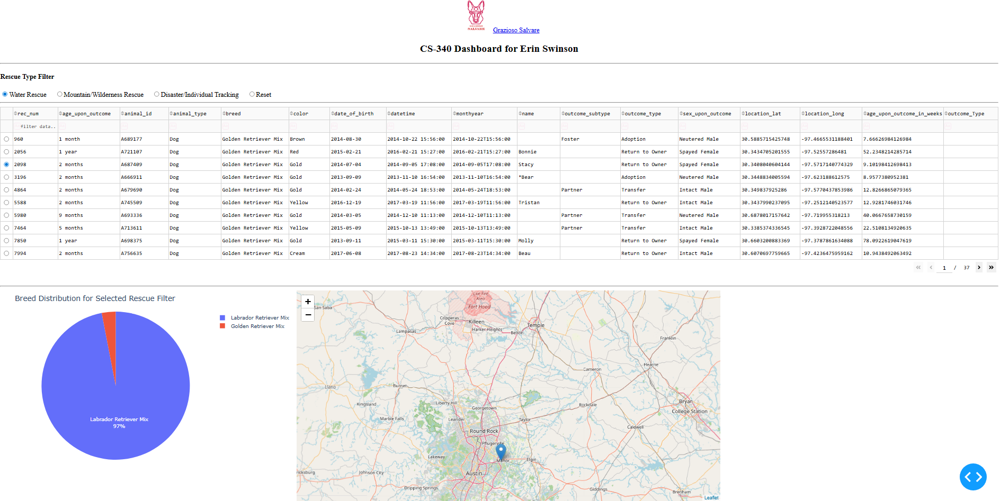 GRAZIOSO
SALVARE
Grazioso Salvare
CS-340 Dashboard for Erin Swinson
Rescue Type Filter
Water Rescue Mountain/Wilderness Rescue Disaster/Individual Tracking Reset
rec_num age_upon_outcome animal_id animal_type breed color date_of_birth datetime monthyear name outcome_subtype outcome_type sex_upon_outcome location_lat location_long age_upon_outcome_in_weeks outcome_Type
filter data..
960 1 month A689177 Dog Golden Retriever Mix Brown 2014-08-30 2014-10-22 15:56:00 2014-10-22T15:56:00 Foster Adoption Neutered Male 30.5885715425748 -97.4665531188401 7.66626984126984
2056 1 year A721107 Dog Golden Retriever Mix Red 2015-02-21 2016-02-21 15:27:00 2016-02-21T15:27:00 Bonnie Return to Owner Spayed Female 30.3434705201555 -97.52557286481 52.2348214285714
2098 2 months A687409 Dog Golden Retriever Mix Gold 2014-07-04 2014-09-05 17:08:00 2014-09-05T17:08:00 Stacy Return to Owner Spayed Female 30.3408040604144 -97.5717140774329 9.10198412698413
3196 2 months A666911 Dog Golden Retriever Mix Gold 2013-09-09 2013-11-10 16:54:00 2013-11-10T16:54:00 *Bear Adoption Neutered Male 30.3448834005594 -97.623188612575 8.9577380952381
4864 2 months A679690 Dog Golden Retriever Mix Gold 2014-02-24 2014-05-24 18:53:00 2014-05-24T18:53:00 Partner Transfer Intact Male 30.349837925286 -97.5770437853986 12.8266865079365
5588 2 months A745509 Dog Golden Retriever Mix Yellow 2016-12-19 2017-03-19 11:56:00 2017-03-19T11:56:00 Tristan Return to Owner Intact Male 30.3437990237095 -97.2512140523577 12.9281746031746
5980 9 months A693336 Dog Golden Retriever Mix Gold 2014-03-05 2014-12-10 11:13:00 2014-12-10T11:13:00 Partner Transfer Neutered Male 30.6878017157642 -97.719955318213 40.0667658730159
7464 5 months A713611 Dog Golden Retriever Mix Yellow 2015-05-09 2015-10-13 13:49:00 2015-10-13T13:49:00 Partner Transfer Intact Male 30.3385374336545 -97.3928722048556 22.5108134920635
7850 1 year A698375 Dog Golden Retriever Mix Gold 2013-09-11 2015-03-11 15:30:00 2015-03-11T15:30:00 Molly Return to Owner Spayed Female 30.6603200883369 -97.3787861634088 78.0922619047619
7994 2 months A756635 Dog Golden Retriever Mix Cream 2017-06-08 2017-08-23 14:34:00 2017-08-23T14:34:00 Beau Return to Owner Intact Male 30.6070697759665 -97.4236475959162 10.9438492063492
1 / 37
Breed Distribution for Selected Rescue Filter
Labrador Retriever Mix
Golden Retriever Mix
Labrador Retriever Mix
97%
+
−
Live Fire
Area
Fort Hood
San Saba
Copperas
Cove
Killeen
Harker Heights
Temple
Belton
Lampasas
Franklin
Cameron
Hearne
Llano
Burnet
Bryan
Kingsland
Liberty Hill
Georgetown
Rockdale
College Station
Marble Falls
Leander
Taylor
Caldwell
Round Rock
Pflugerville
Lakeway
Manor
Elgin
ricksburg
Johnson City
Austin
Dripping Springs
Giddings
Brenham
Leaflet